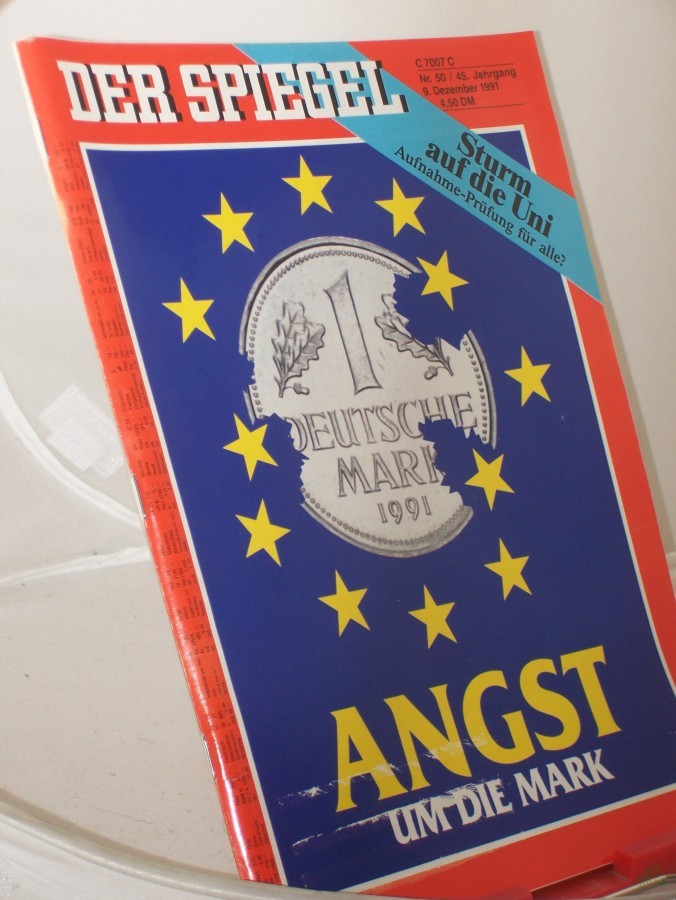 DER SPIEGEL
C 7007 C
Nr. 50 / 45. Jahrgang
9. Dezember 1991
4,50 DM
Sturm
auf die Uni
Aufnahme-Prüfung für alle?
1
DEUTSCHE
MARK
1991
ANGST
UM DIE MARK